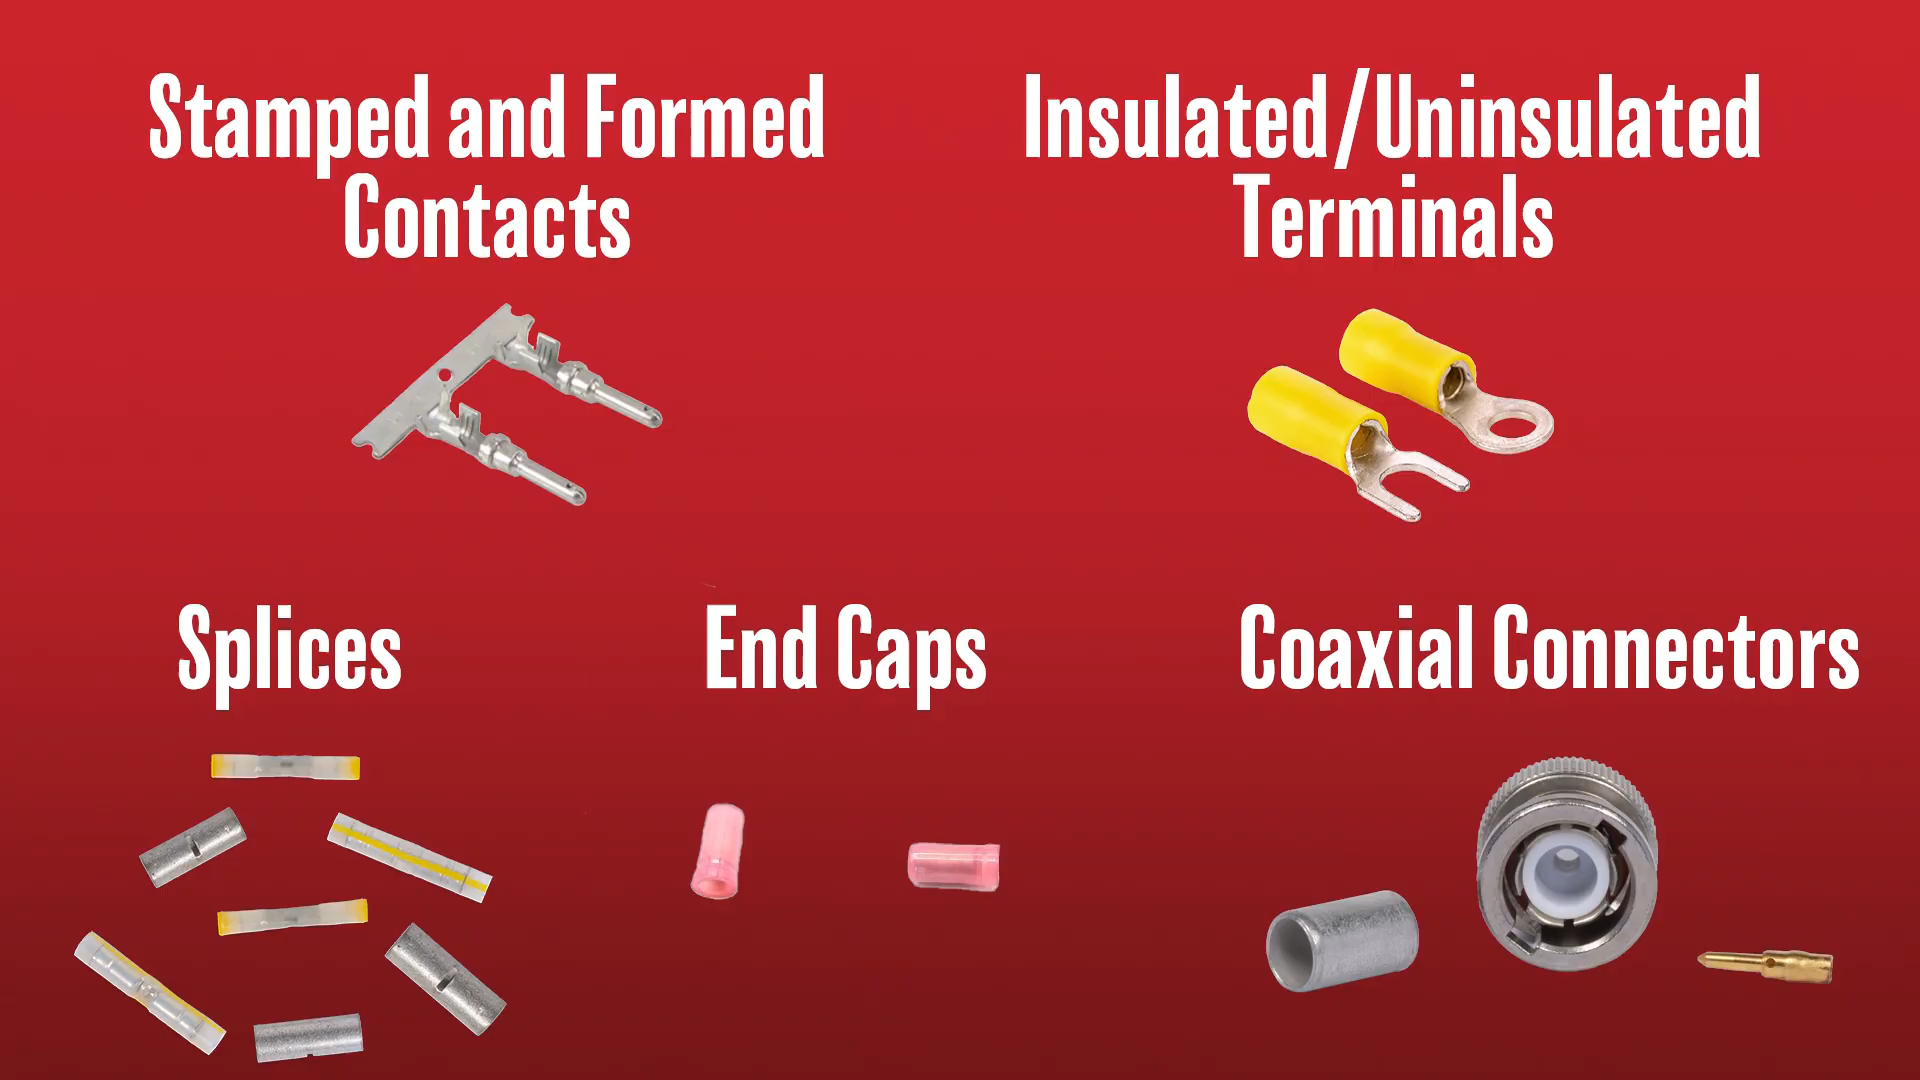 Stamped and Formed
Contacts
Insulated/Uninsulated
Terminals
Splices
End Caps
Coaxial Connectors